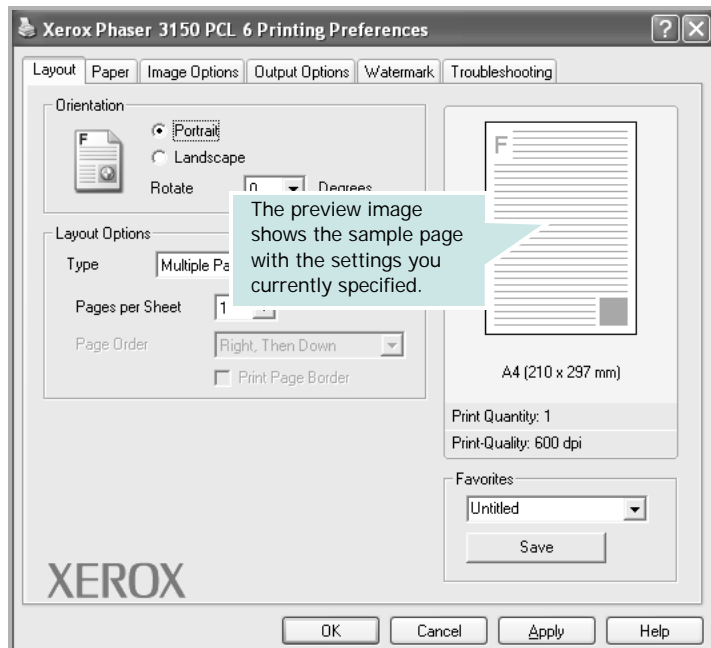 Xerox Phaser 3150 PCL 6 Printing Preferences
Layout Paper Image Options Output Options Watermark Troubleshooting
Orientation
F
Portrait
Landscape
Rotate 0 Degrees
The preview image
shows the sample page
with the settings you
currently specified.
Layout Options
Type Multiple Pa
Pages per Sheet 1
Page Order Right, Then Down
Print Page Border
F
A4 (210 x 297 mm)
Print Quantity: 1
Print-Quality: 600 dpi
Favorites
Untitled
Save
XEROX
OK Cancel Apply Help